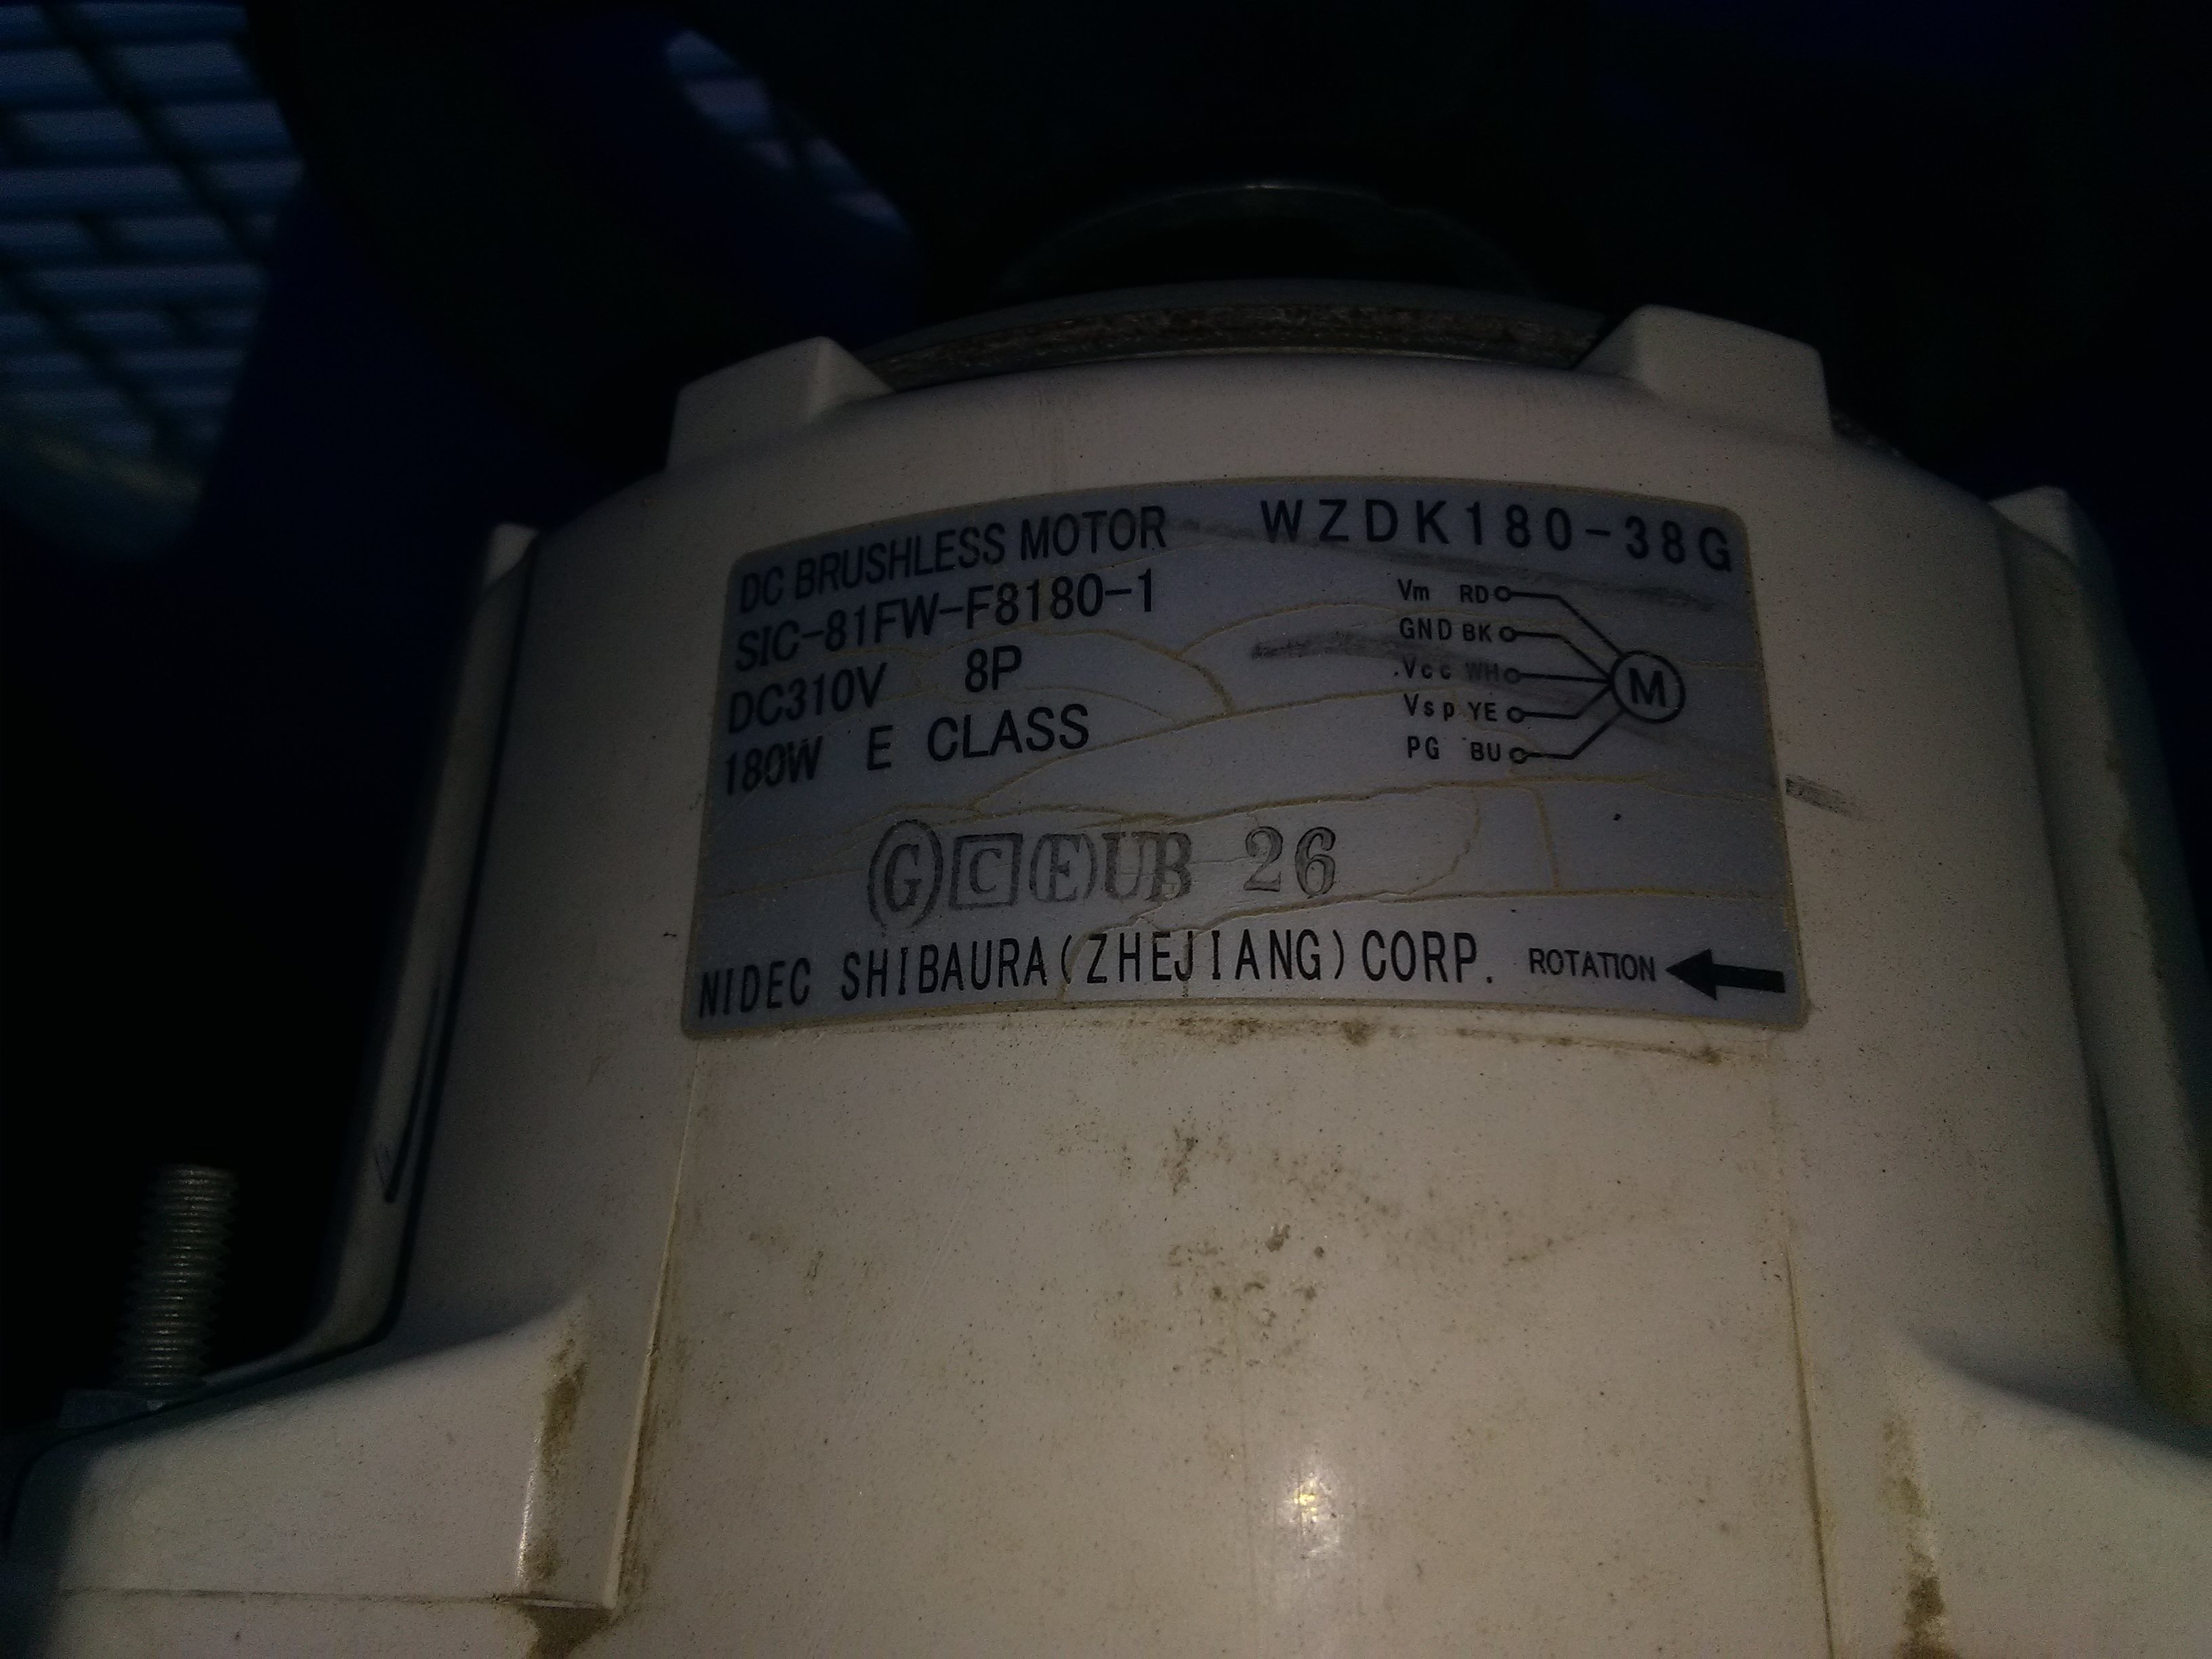 DC BRUSHLESS MOTOR WZDK180-38G
SIC-81FW-F8180-1
DC310V 8P
180W E CLASS
Vm RD
GND BK
Vcc WH
Vsp YE
PG BU
M
G C E UB 26
NIDEC SHIBAURA(ZHEJIANG)CORP. ROTATION